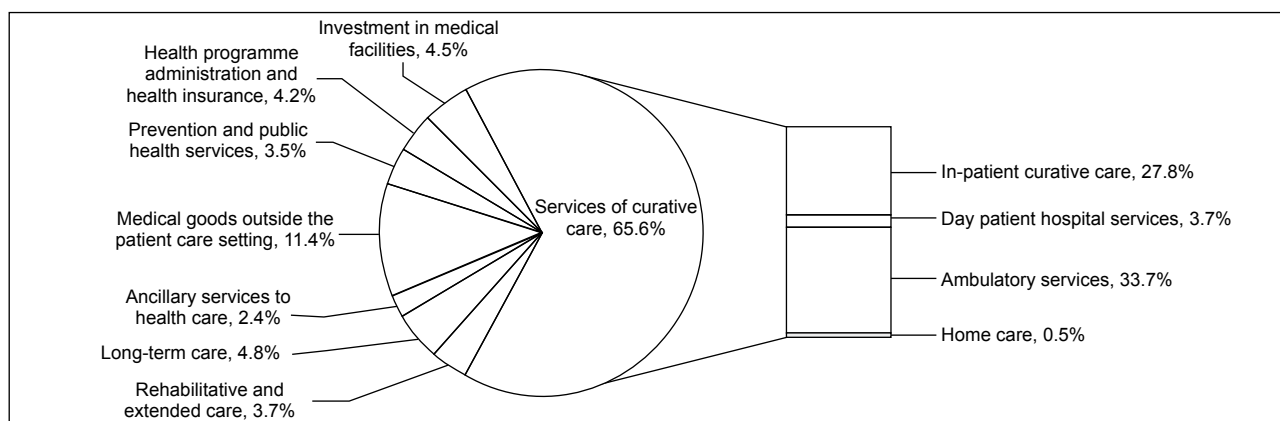 Investment in medical
facilities, 4.5%
Health programme
administration and
health insurance, 4.2%
Prevention and public
health services, 3.5%
Medical goods outside the
patient care setting, 11.4%
Ancillary services to
health care, 2.4%
Long-term care, 4.8%
Rehabilitative and
extended care, 3.7%
Services of curative
care, 65.6%
In-patient curative care, 27.8%
Day patient hospital services, 3.7%
Ambulatory services, 33.7%
Home care, 0.5%